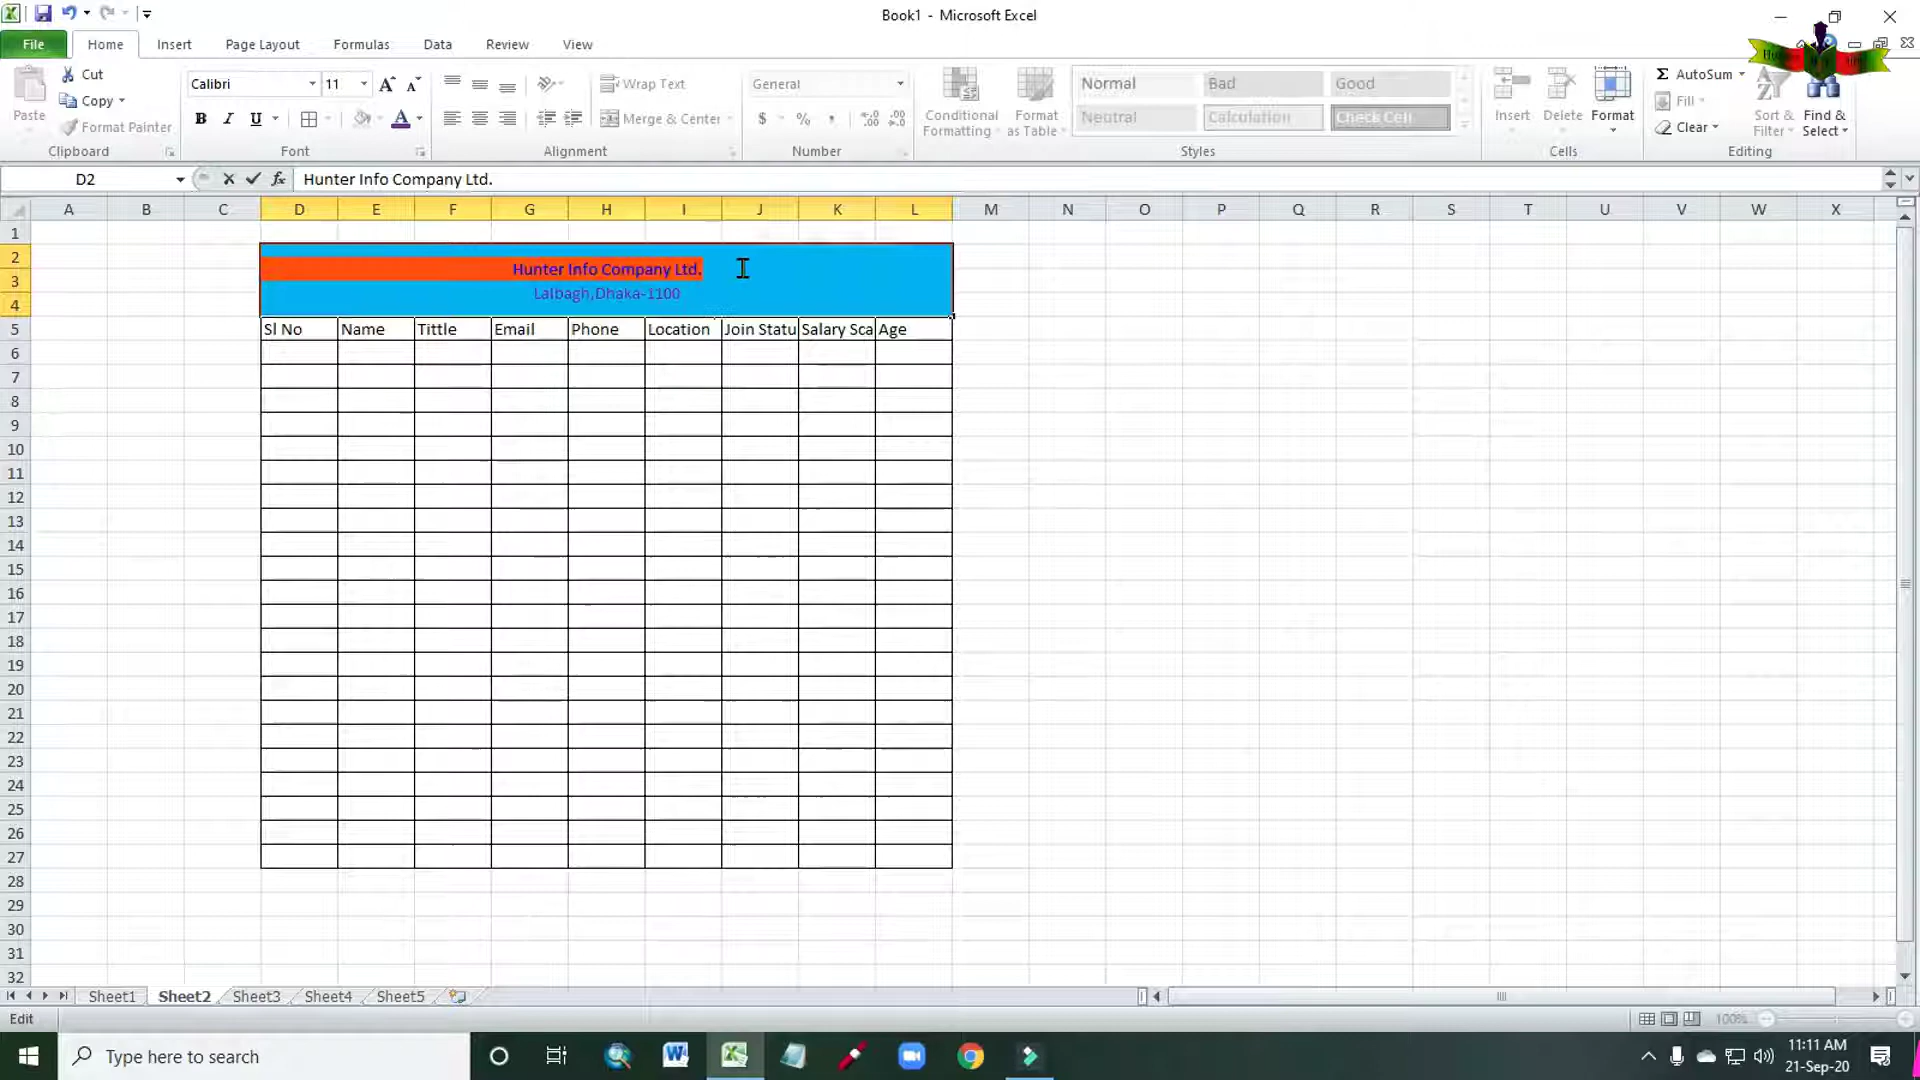 Book1 - Microsoft Excel
File Home Insert Page Layout Formulas Data Review View
Paste Cut Copy Format Painter
Clipboard
Calibri 11
B I U A
Font
Wrap Text
Merge & Center
Alignment
General
$ % ,
Number
Conditional Formatting Format as Table
Normal Bad Good
Neutral Calculation Check Cell
Styles
Insert Delete Format
Cells
Σ AutoSum
Fill
Clear
Sort & Filter Find & Select
Editing
D2 fx Hunter Info Company Ltd.
A B C D E F G H I J K L M N O P Q R S T U V W X
1
2
Hunter Info Company Ltd.
3
Lalbagh,Dhaka-1100
4
5 Sl No Name Tittle Email Phone Location Join Statu Salary Sca Age
6
7
8
9
10
11
12
13
14
15
16
17
18
19
20
21
22
23
24
25
26
27
28
29
30
31
32
Sheet1 Sheet2 Sheet3 Sheet4 Sheet5
Edit 100%
Type here to search
11:11 AM
21-Sep-20